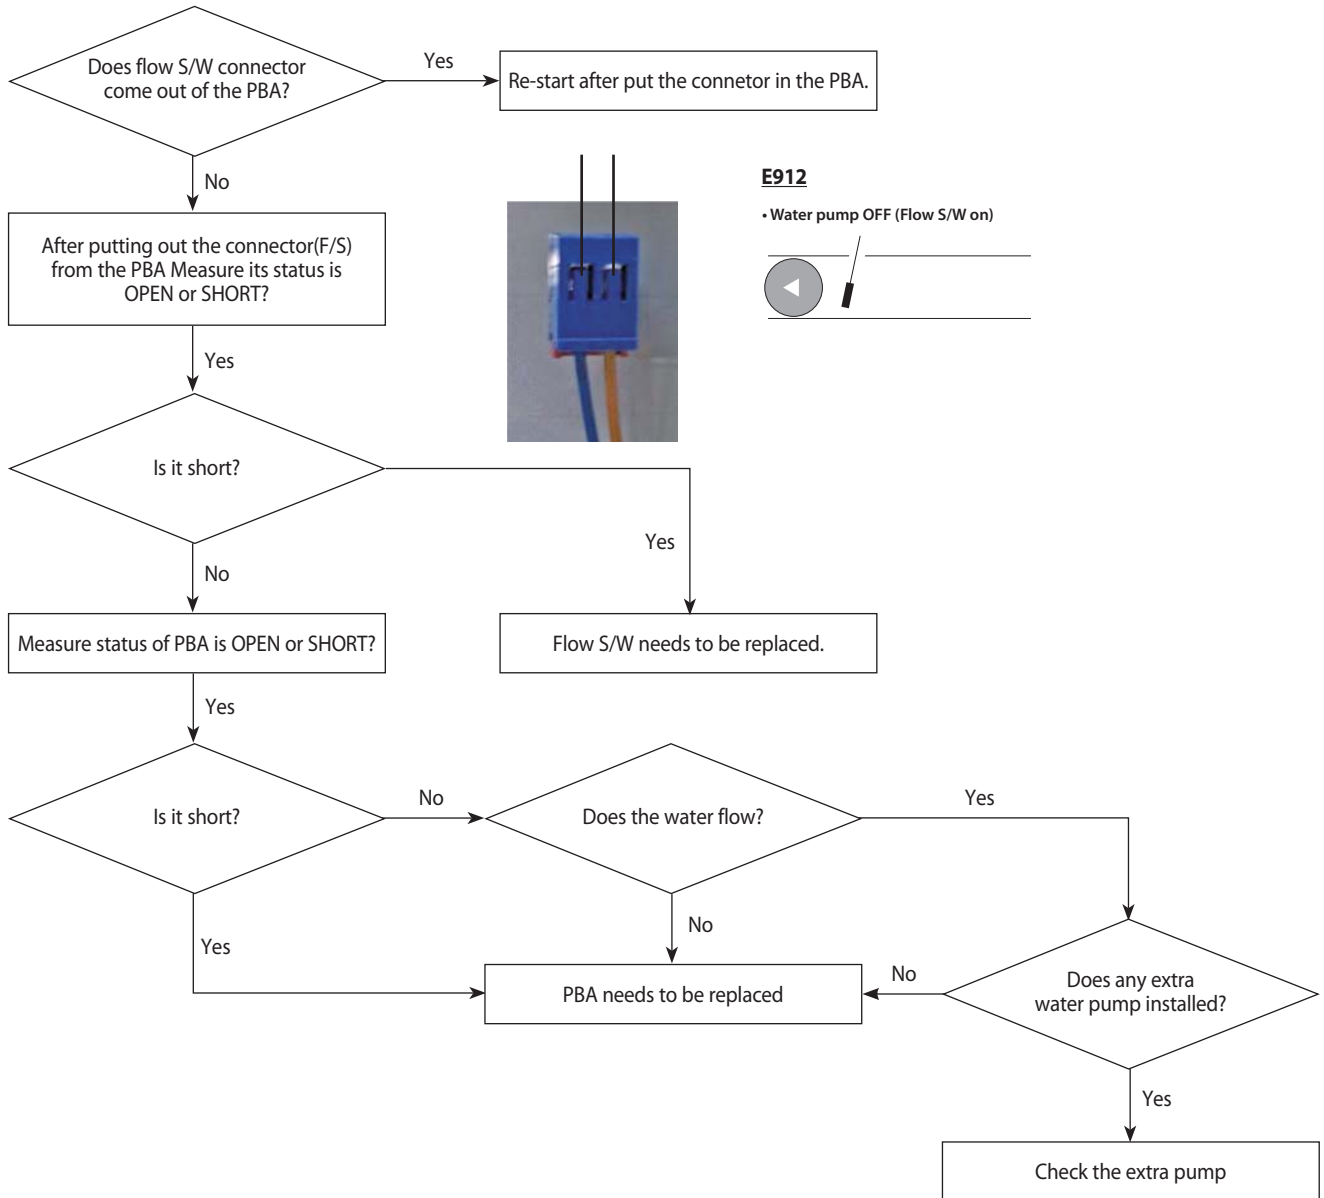 Does flow S/W connector
come out of the PBA?
Yes
Re-start after put the connetor in the PBA.
No
E912
• Water pump OFF (Flow S/W on)
After putting out the connector(F/S)
from the PBA Measure its status is
OPEN or SHORT?
Yes
Is it short?
Yes
No
Measure status of PBA is OPEN or SHORT?
Flow S/W needs to be replaced.
Yes
Is it short?
No
Does the water flow?
Yes
Yes
No
PBA needs to be replaced
No
Does any extra
water pump installed?
Yes
Check the extra pump